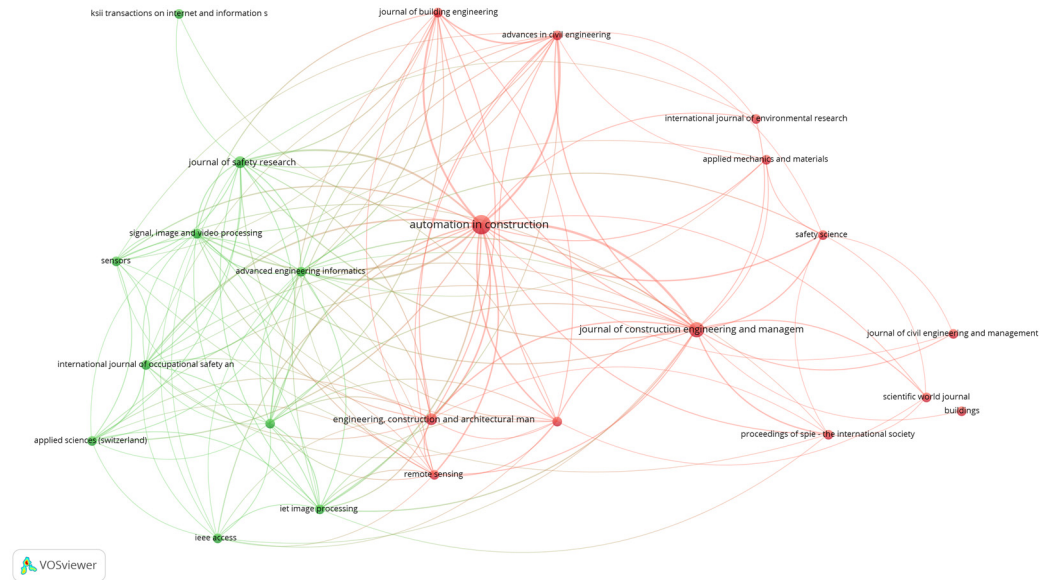 ksii transactions on internet and information s
journal of building engineering
advances in civil engineering
international journal of environmental research
applied mechanics and materials
journal of safety research
automation in construction
signal, image and video processing
safety science
sensors
advanced engineering informatics
journal of construction engineering and managem
journal of civil engineering and management
international journal of occupational safety an
scientific world journal
buildings
engineering, construction and architectural man
proceedings of spie - the international society
applied sciences (switzerland)
remote sensing
iet image processing
ieee access
VOSviewer